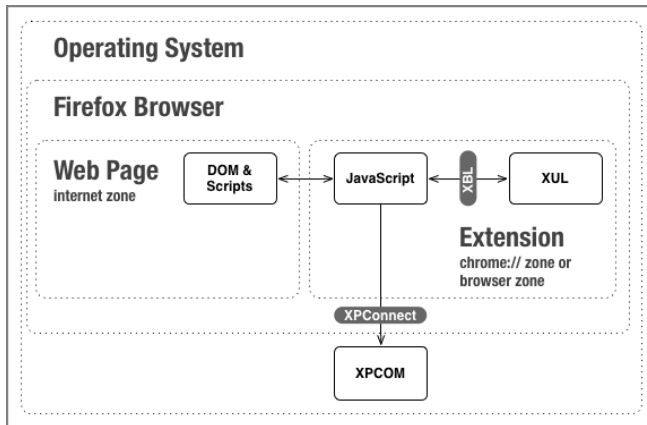 Operating System
Firefox Browser
Web Page
internet zone
DOM &
Scripts
JavaScript
XBL
XUL
Extension
chrome:// zone or
browser zone
XPConnect
XPCOM